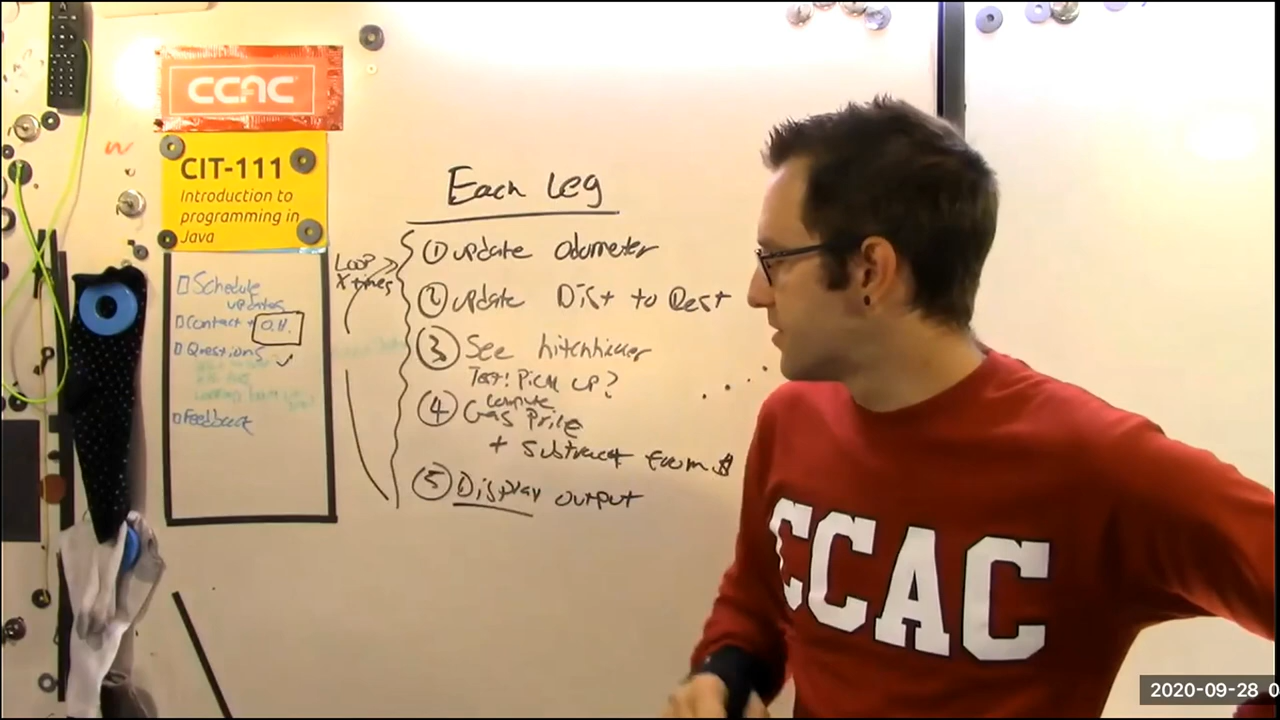 CCAC
CIT-111
Introduction to
programming in
Java
Schedule
updates
Contact + O.H.
Questions
Feedback
Each Leg
LOOP
X times
① update odometer
② update Dist to Dest
③ See hitchhicker
Test! Pick up?
④ compute
Gas Price
+ subtract from $
⑤ Display output
CCAC
2020-09-28 0